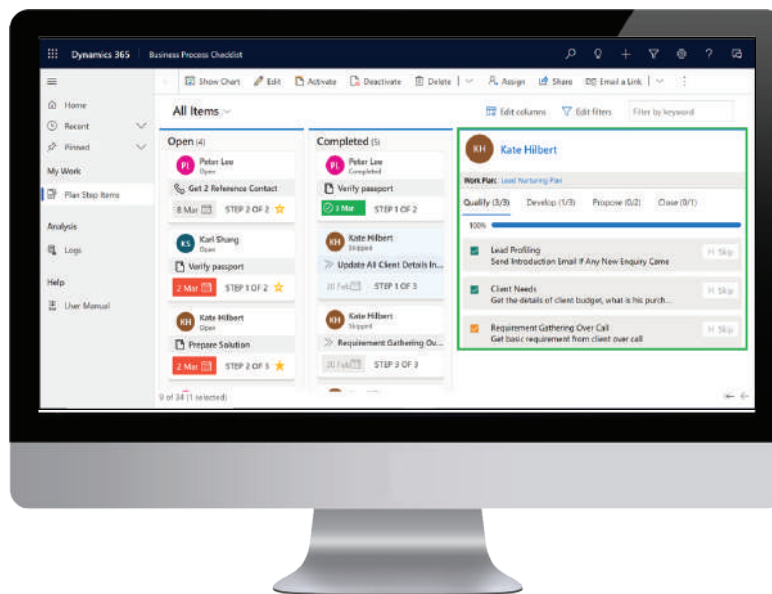 Dynamics 365 Business Process Checklist
Show Chart Edit Activate Deactivate Delete Assign Share Email a Link
Home
Recent
Pinned
My Work
Plan Step Items
Analysis
Logs
Help
User Manual
All Items
Edit columns Edit filters Filter by keyword
Open (4)
PL Peter Lee
Open
Get 2 Reference Contact
8 Mar STEP 2 OF 2
KS Karl Shang
Open
Verify passport
2 Mar STEP 1 OF 2
KH Kate Hilbert
Open
Prepare Solution
2 Mar STEP 2 OF 3
Completed (5)
PL Peter Lee
Completed
Verify passport
3 Mar STEP 1 OF 2
KH Kate Hilbert
Skipped
Update All Client Details In...
20 Feb STEP 1 OF 3
KH Kate Hilbert
Skipped
Requirement Gathering Ou...
20 Feb STEP 3 OF 3
KH Kate Hilbert
Work Plan: Lead Nurturing Plan
Qualify (3/3) Develop (1/3) Propose (0/2) Close (0/1)
100%
Lead Profiling
Send Introduction Email If Any New Enquiry Came
Skip
Client Needs
Get the details of client budget, what is his purch...
Skip
Requirement Gathering Over Call
Get basic requirement from client over call
Skip
9 of 34 (1 selected)